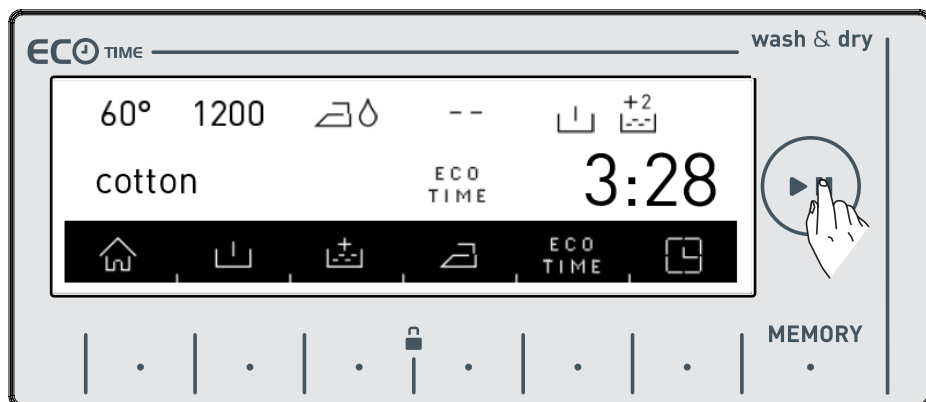 ECO TIME
wash & dry
60° 1200 -- +2
cotton ECO TIME 3:28
ECO TIME
MEMORY